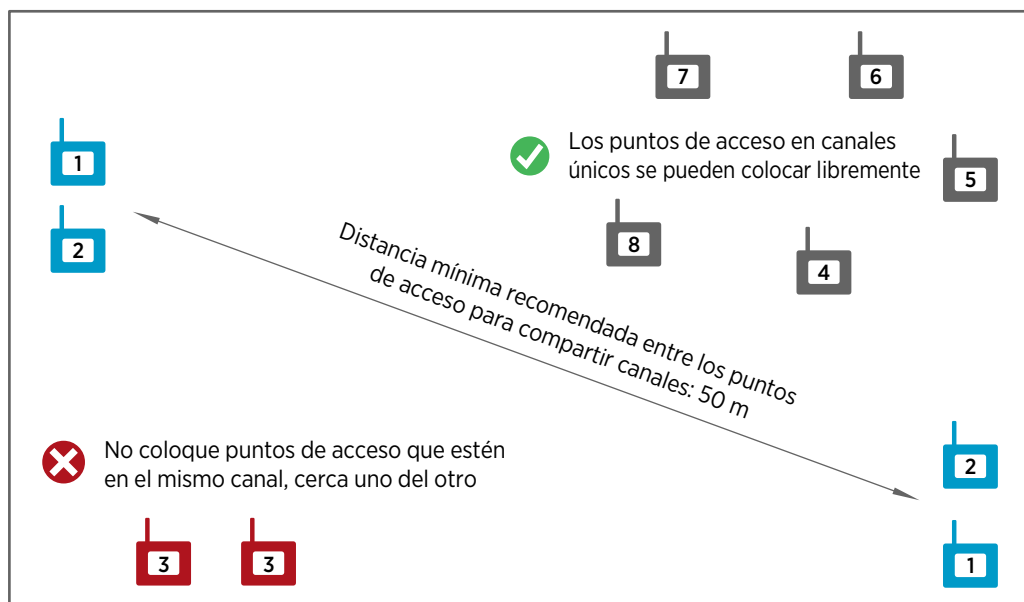 7
6
1
Los puntos de acceso en canales
únicos se pueden colocar libremente
5
2
8
4
Distancia mínima recomendada entre los puntos
de acceso para compartir canales: 50 m
No coloque puntos de acceso que estén
en el mismo canal, cerca uno del otro
2
3
3
1